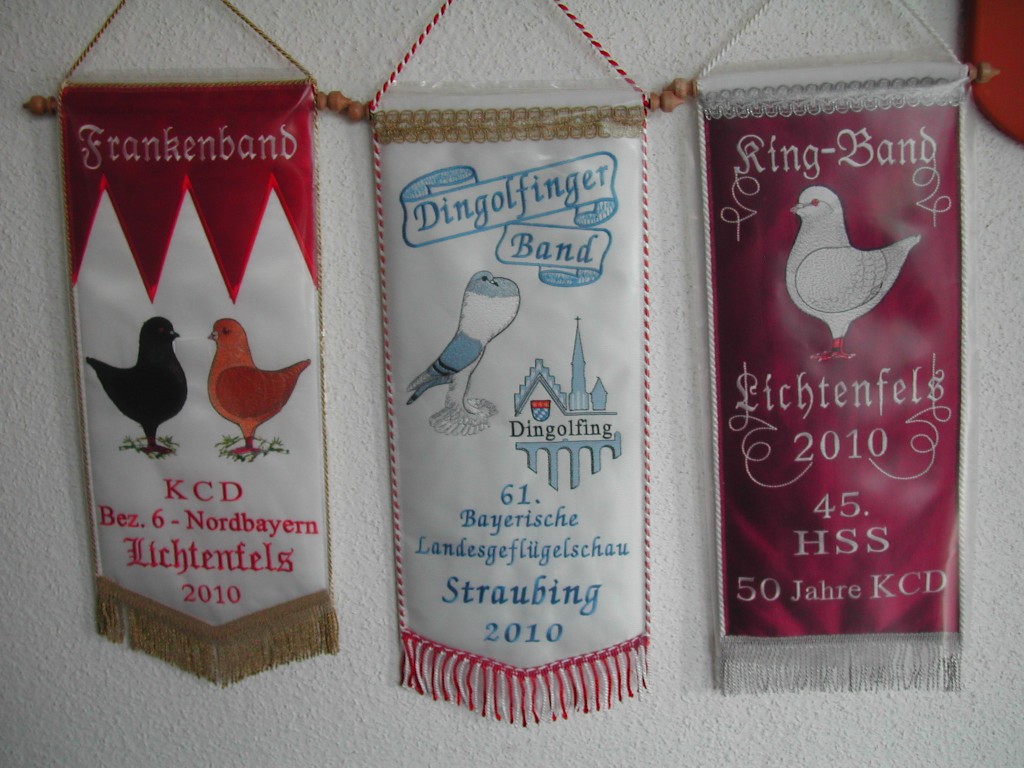 Frankenband
KCD
Bez. 6 - Nordbayern
Lichtenfels
2010
Dingolfinger
Band
Dingolfing
61.
Bayerische
Landesgeflügelschau
Straubing
2010
King-Band
Lichtenfels
2010
45.
HSS
50 Jahre KCD